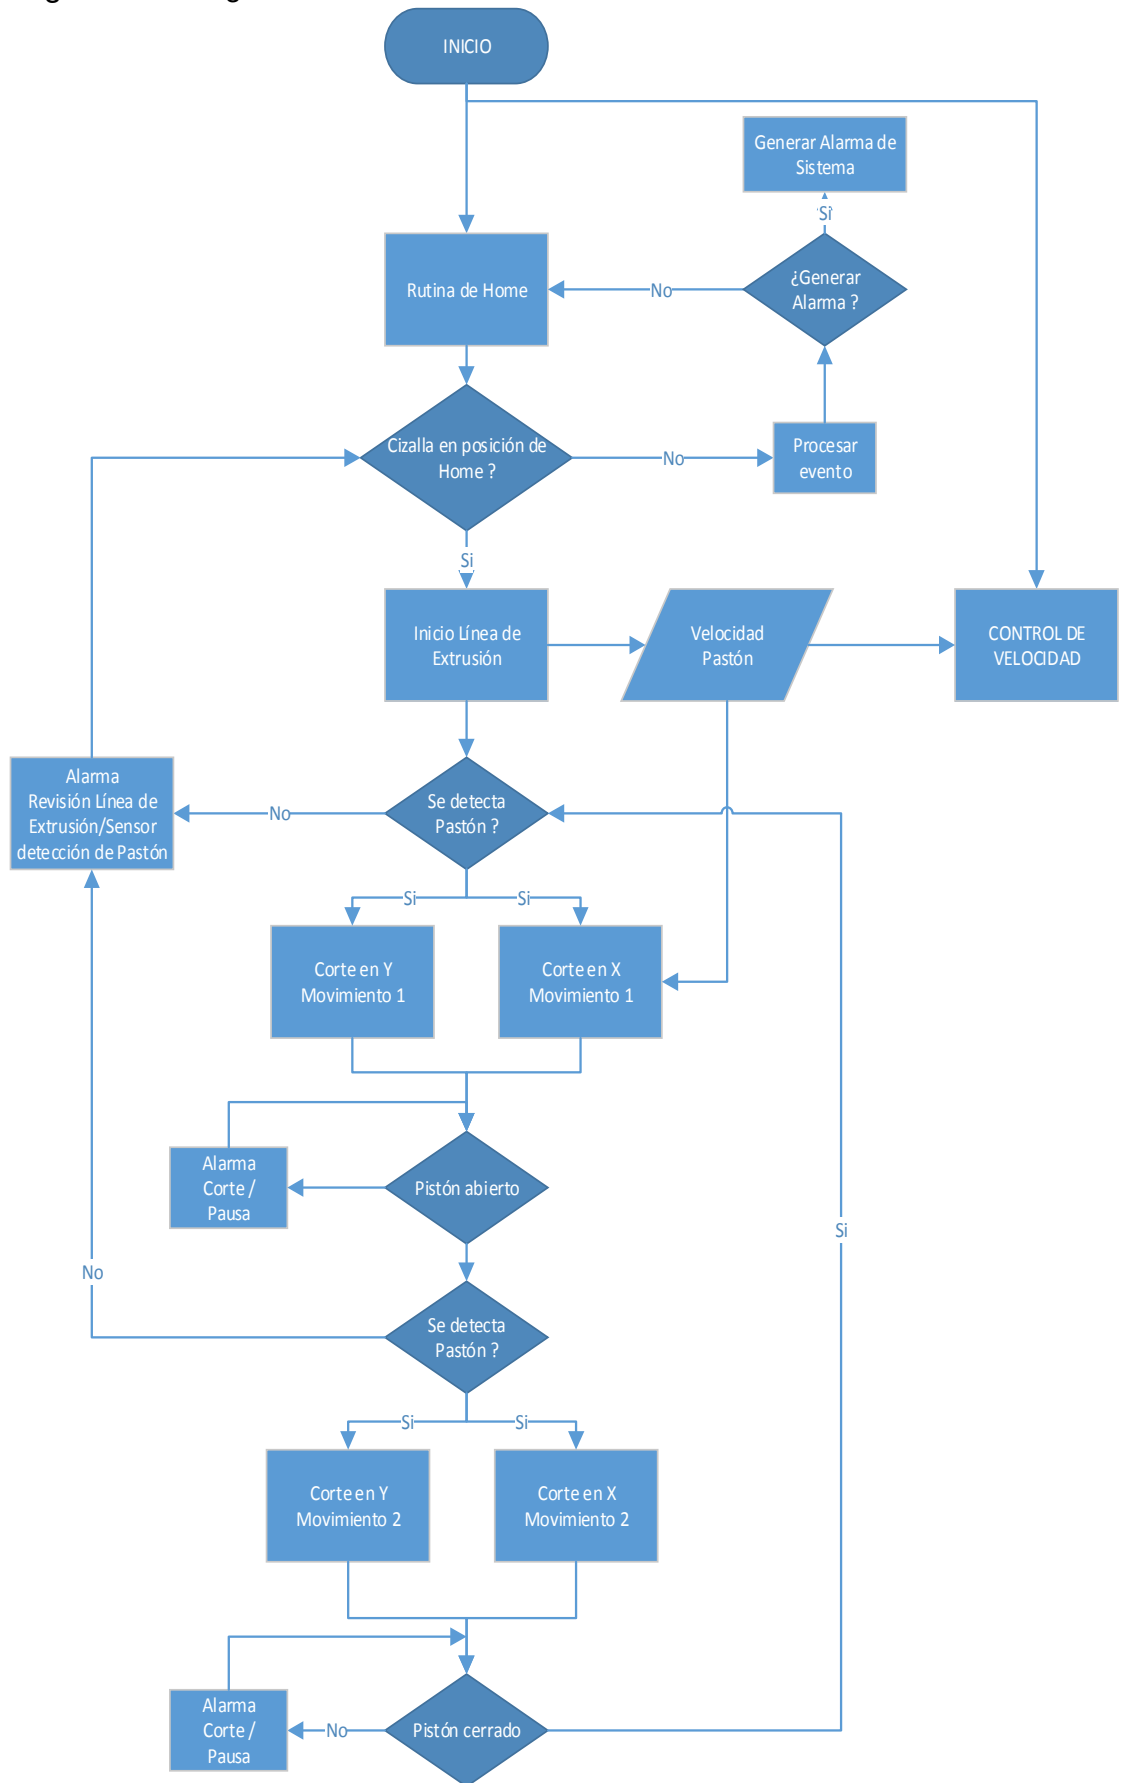 INICIO
Generar Alarma de
Sistema
Si
¿Generar
Alarma ?
No
Rutina de Home
Cizalla en posición de
Home ?
No
Procesar
evento
Si
Inicio Línea de
Extrusión
Velocidad
Pastón
CONTROL DE
VELOCIDAD
Alarma
Revisión Línea de
Extrusión/Sensor
detección de Pastón
No
Se detecta
Pastón ?
Si
Si
Corte en Y
Movimiento 1
Corte en X
Movimiento 1
Alarma
Corte /
Pausa
Pistón abierto
Si
No
Se detecta
Pastón ?
Si
Si
Corte en Y
Movimiento 2
Corte en X
Movimiento 2
Alarma
Corte /
Pausa
No
Pistón cerrado